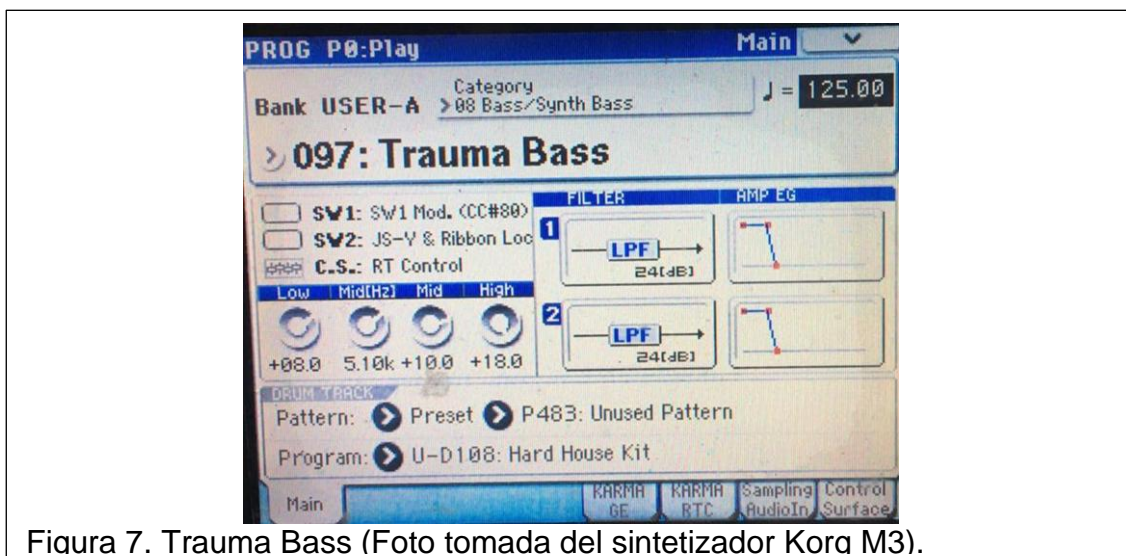 PROG P0:Play Main
Category
Bank USER-A 08 Bass/Synth Bass ♩= 125.00
097: Trauma Bass
FILTER AMP EG
SW1: SW1 Mod. (CC#80)
SW2: JS-Y & Ribbon Loc
1 LPF
C.S.: RT Control
24[dB]
Low Mid[Hz] Mid High
2 LPF
+08.0 5.10k +10.0 +18.0
24[dB]
DRUM TRACK
Pattern: Preset P483: Unused Pattern
Program: U-D108: Hard House Kit
Main KARMA GE KARMA RTC Sampling AudioIn Control Surface
Figura 7. Trauma Bass (Foto tomada del sintetizador Korg M3).